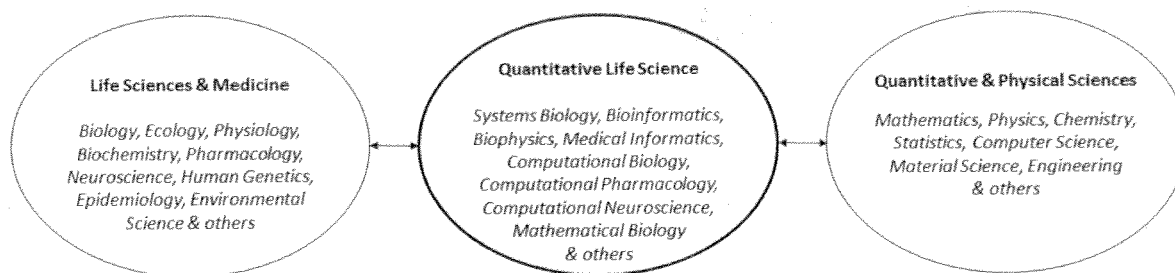 Life Sciences & Medicine
Biology, Ecology, Physiology,
Biochemistry, Pharmacology,
Neuroscience, Human Genetics,
Epidemiology, Environmental
Science & others
Quantitative Life Science
Systems Biology, Bioinformatics,
Biophysics, Medical Informatics,
Computational Biology,
Computational Pharmacology,
Computational Neuroscience,
Mathematical Biology
& others
Quantitative & Physical Sciences
Mathematics, Physics, Chemistry,
Statistics, Computer Science,
Material Science, Engineering
& others